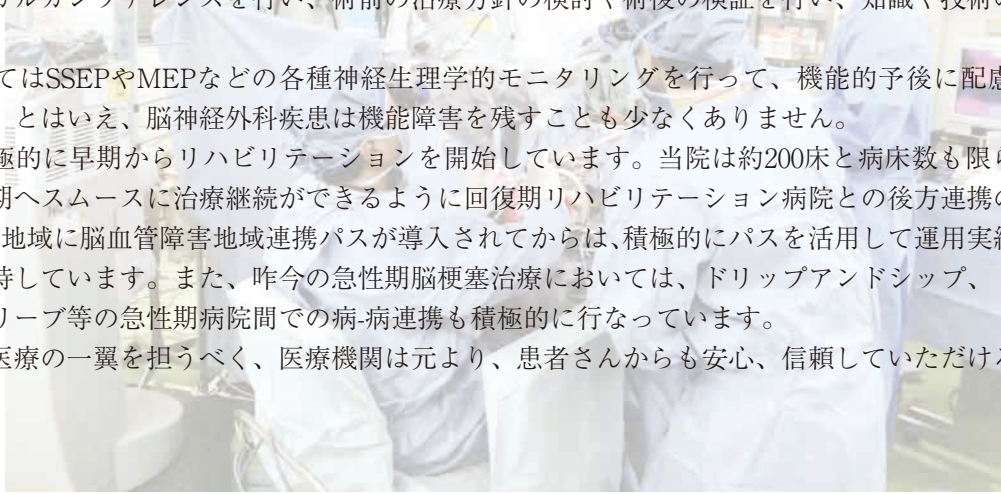 ルカンファレンスを行い、術前の治療方針の検討や術後の検証を行い、知識や技術の
てはSSEPやMEPなどの各種神経生理学的モニタリングを行って、機能的予後に配慮
とはいえ、脳神経外科疾患は機能障害を残すことも少なくありません。
極的に早期からリハビリテーションを開始しています。当院は約200床と病床数も限ら
期へスムースに治療継続ができるように回復期リハビリテーション病院との後方連携の
地域に脳血管障害地域連携パスが導入されてからは、積極的にパスを活用して運用実績
持しています。また、昨今の急性期脳梗塞治療においては、ドリップアンドシップ、
リーブ等の急性期病院間での病-病連携も積極的に行なっています。
医療の一翼を担うべく、医療機関は元より、患者さんからも安心、信頼していただける